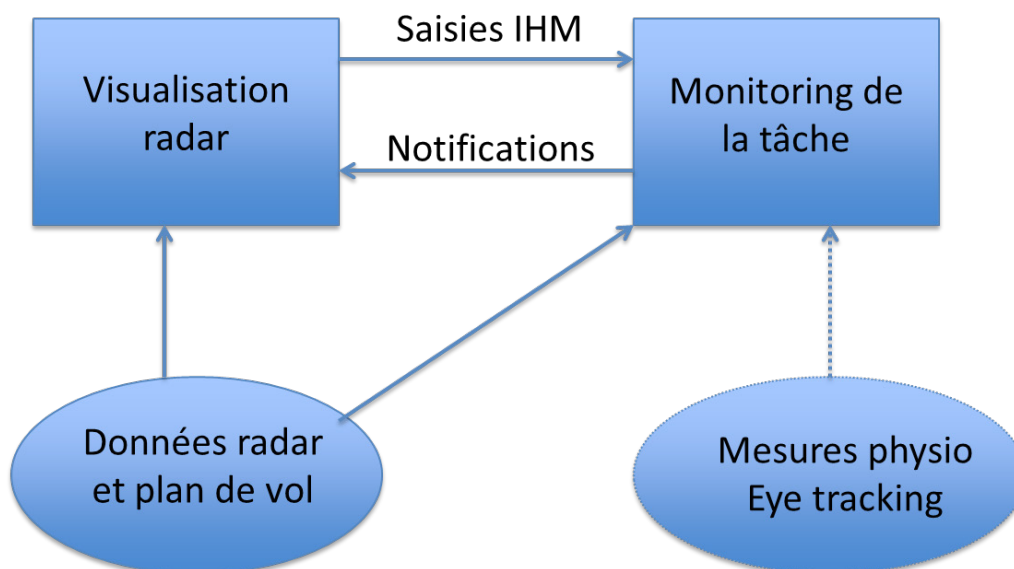 Saisies IHM
Visualisation
radar
Monitoring de
la tâche
Notifications
Données radar
et plan de vol
Mesures physio
Eye tracking